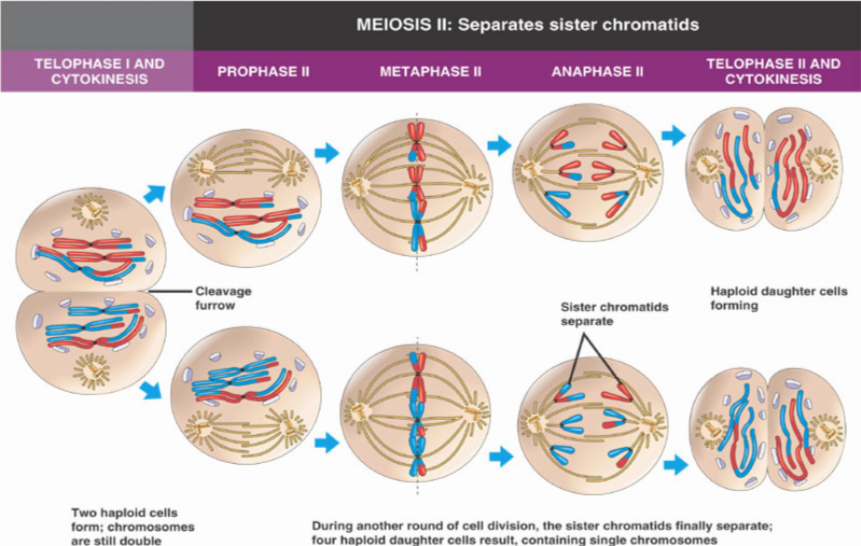 MEIOSIS II: Separates sister chromatids
TELOPHASE I AND
CYTOKINESIS
PROPHASE II
METAPHASE II
ANAPHASE II
TELOPHASE II AND
CYTOKINESIS
Cleavage
furrow
Sister chromatids
separate
Haploid daughter cells
forming
Two haploid cells
form; chromosomes
are still double
During another round of cell division, the sister chromatids finally separate;
four haploid daughter cells result, containing single chromosomes